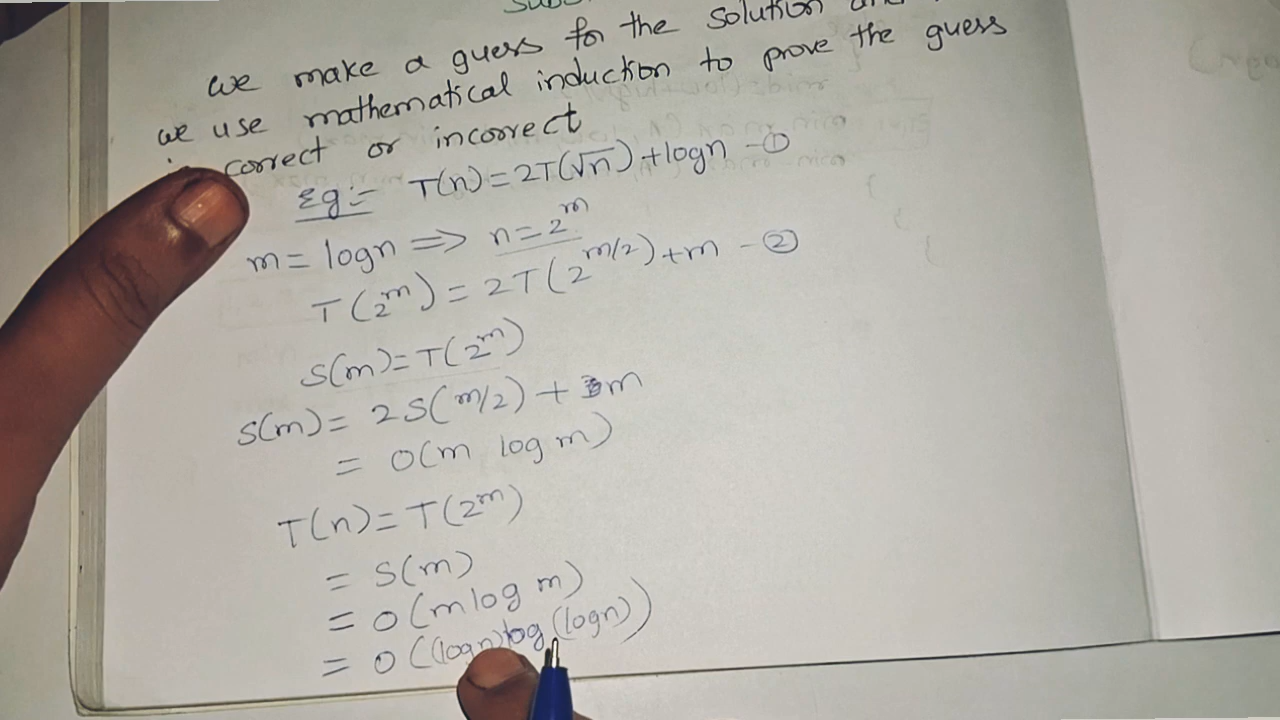 we make a guess for the solution
we use mathematical induction to prove the guess
correct or incorrect
Eg:- T(n)=2T(√n)+logn -①
m = logn => n=2^m
T(2^m)=2T(2^m/2)+m -②
S(m)=T(2^m)
S(m)= 2S(m/2) + m
= O(m log m)
T(n)=T(2^m)
= S(m)
= O(m log m)
= O((logn)log(logn))